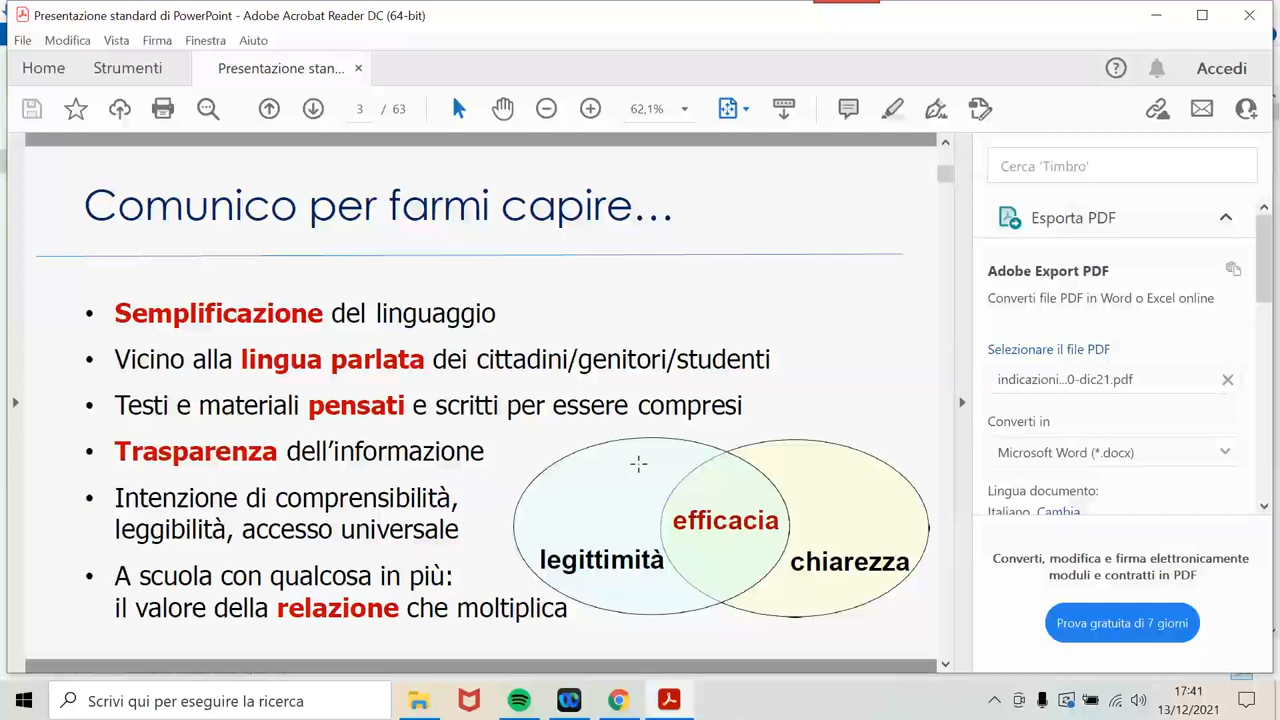 Presentazione standard di PowerPoint - Adobe Acrobat Reader DC (64-bit)
File Modifica Vista Firma Finestra Aiuto
Home Strumenti Presentazione stan... × Accedi
3 / 63 62,1%
Comunico per farmi capire…
• Semplificazione del linguaggio
• Vicino alla lingua parlata dei cittadini/genitori/studenti
• Testi e materiali pensati e scritti per essere compresi
• Trasparenza dell’informazione
• Intenzione di comprensibilità,
leggibilità, accesso universale
• A scuola con qualcosa in più:
il valore della relazione che moltiplica
efficacia
legittimità
chiarezza
Cerca 'Timbro'
Esporta PDF
Adobe Export PDF
Converti file PDF in Word o Excel online
Selezionare il file PDF
indicazioni...0-dic21.pdf
Converti in
Microsoft Word (*.docx)
Lingua documento:
Italiano Cambia
Converti, modifica e firma elettronicamente
moduli e contratti in PDF
Prova gratuita di 7 giorni
Scrivi qui per eseguire la ricerca
17:41
13/12/2021